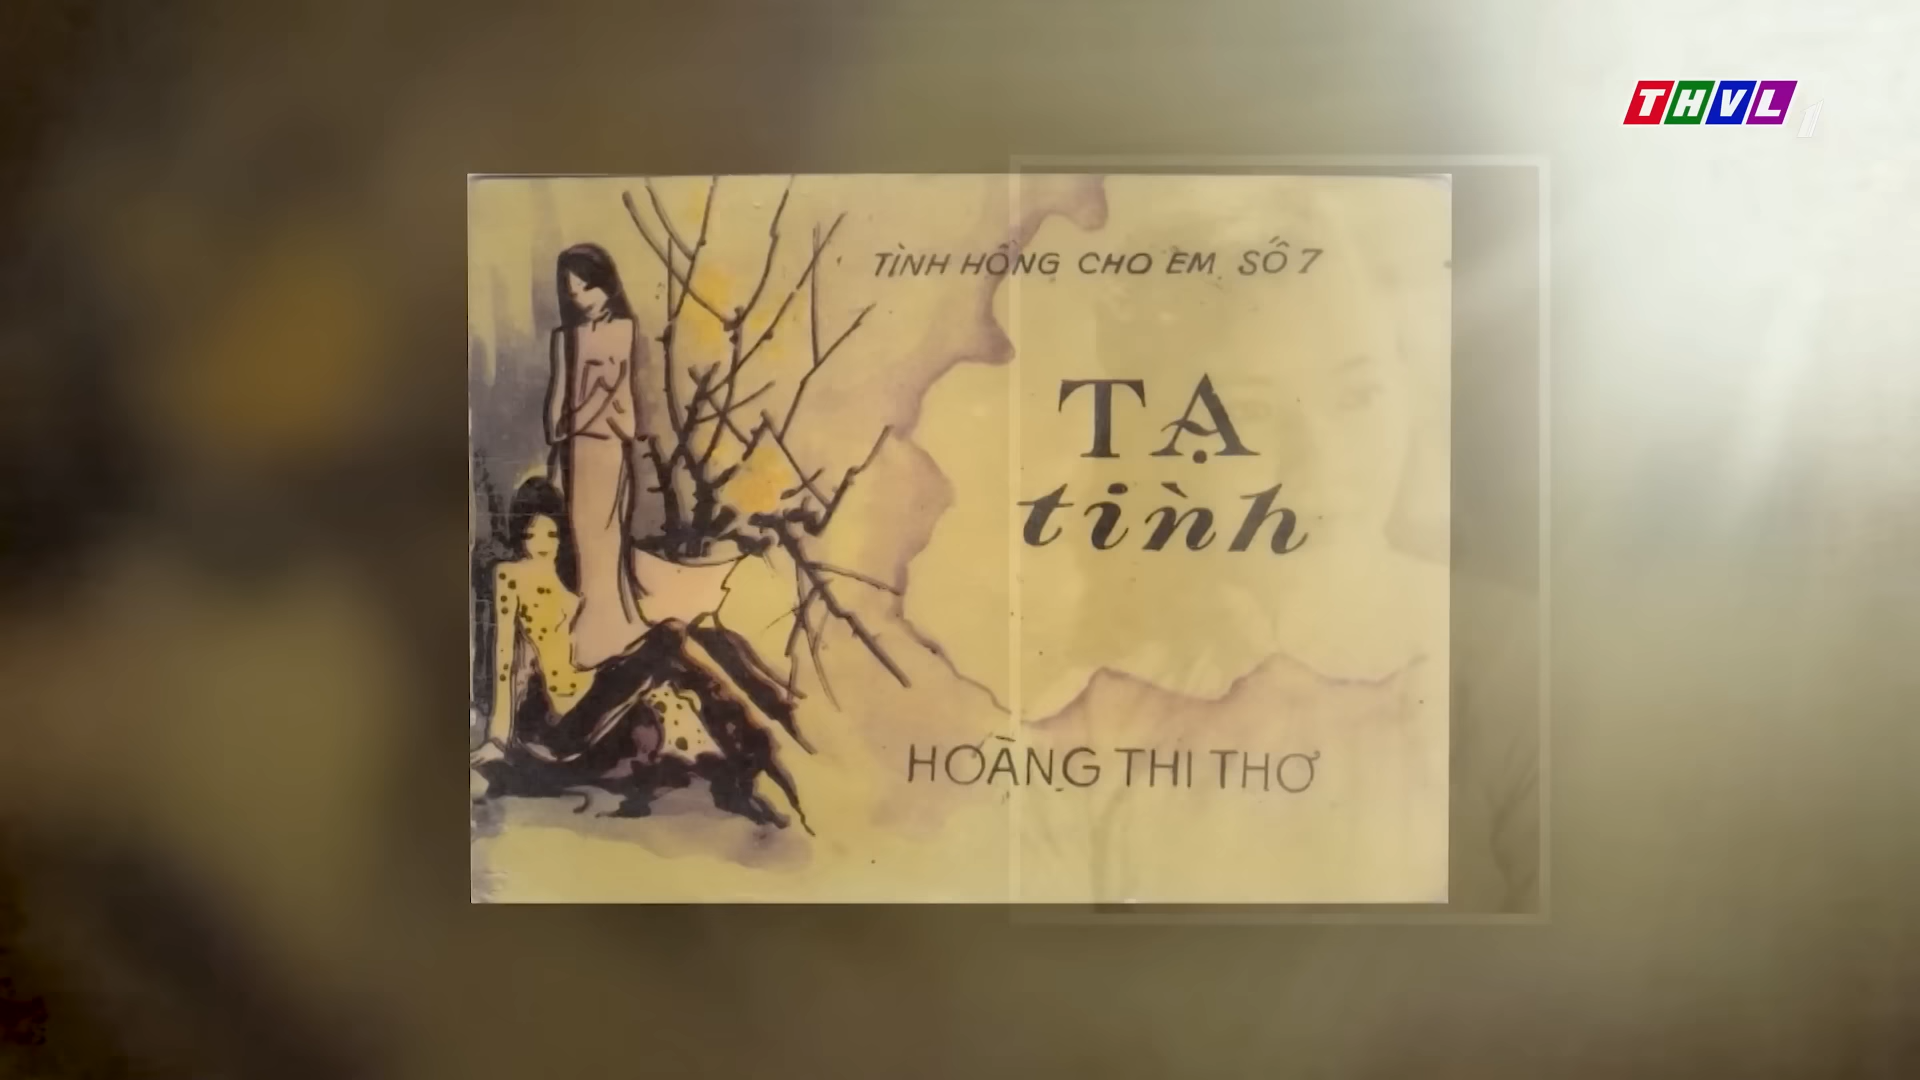 THVL1
TÌNH HỒNG CHO EM SỐ 7
TẠ
tình
HOÀNG THI THƠ